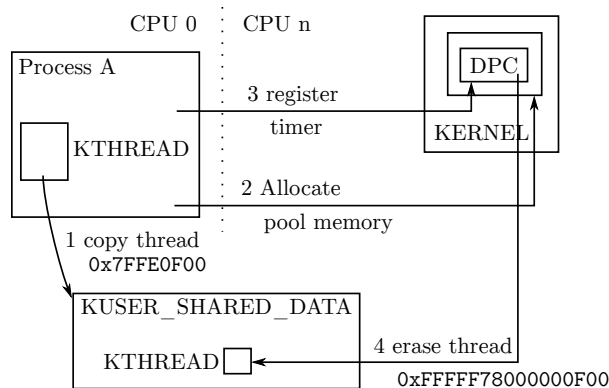 CPU 0
CPU n
Process A
DPC
3 register
timer
KERNEL
KTHREAD
2 Allocate
pool memory
1 copy thread
0x7FFE0F00
KUSER_SHARED_DATA
4 erase thread
KTHREAD
0xFFFFF78000000F00